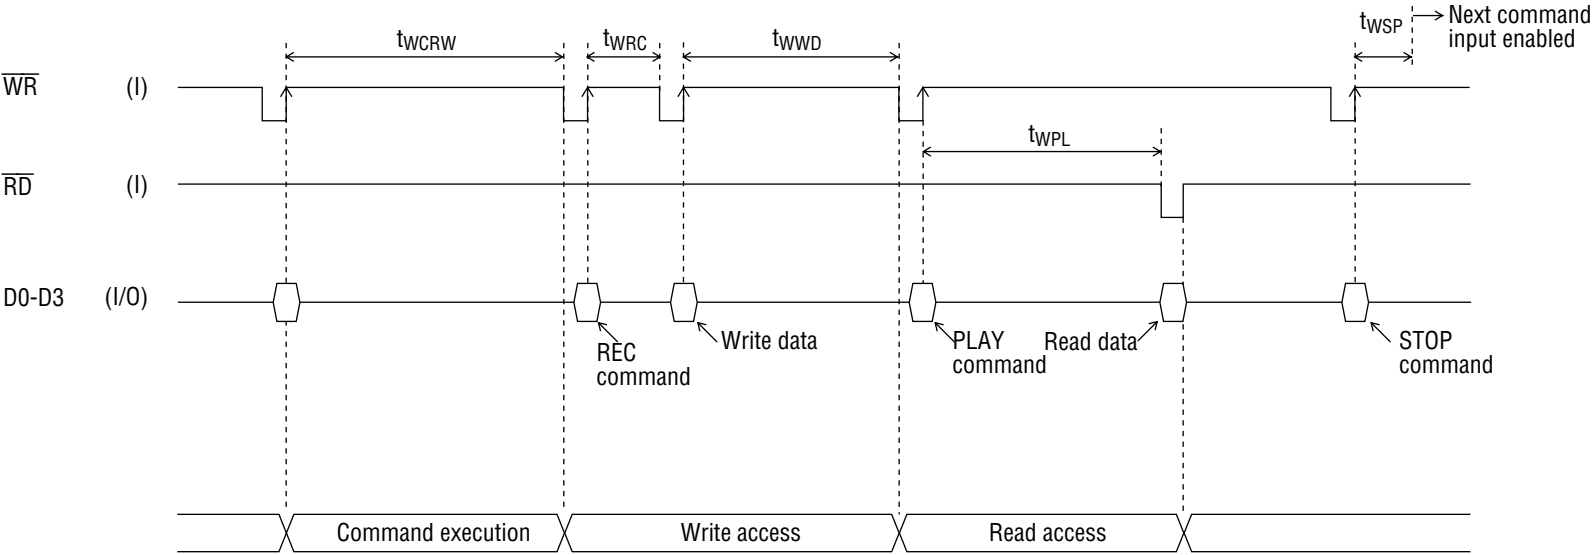 tWCRW
tWRC
tWWD
tWSP
Next command
input enabled
WR (I)
tWPL
RD (I)
D0-D3 (I/O)
REC
command
Write data
PLAY
command
Read data
STOP
command
Command execution
Write access
Read access